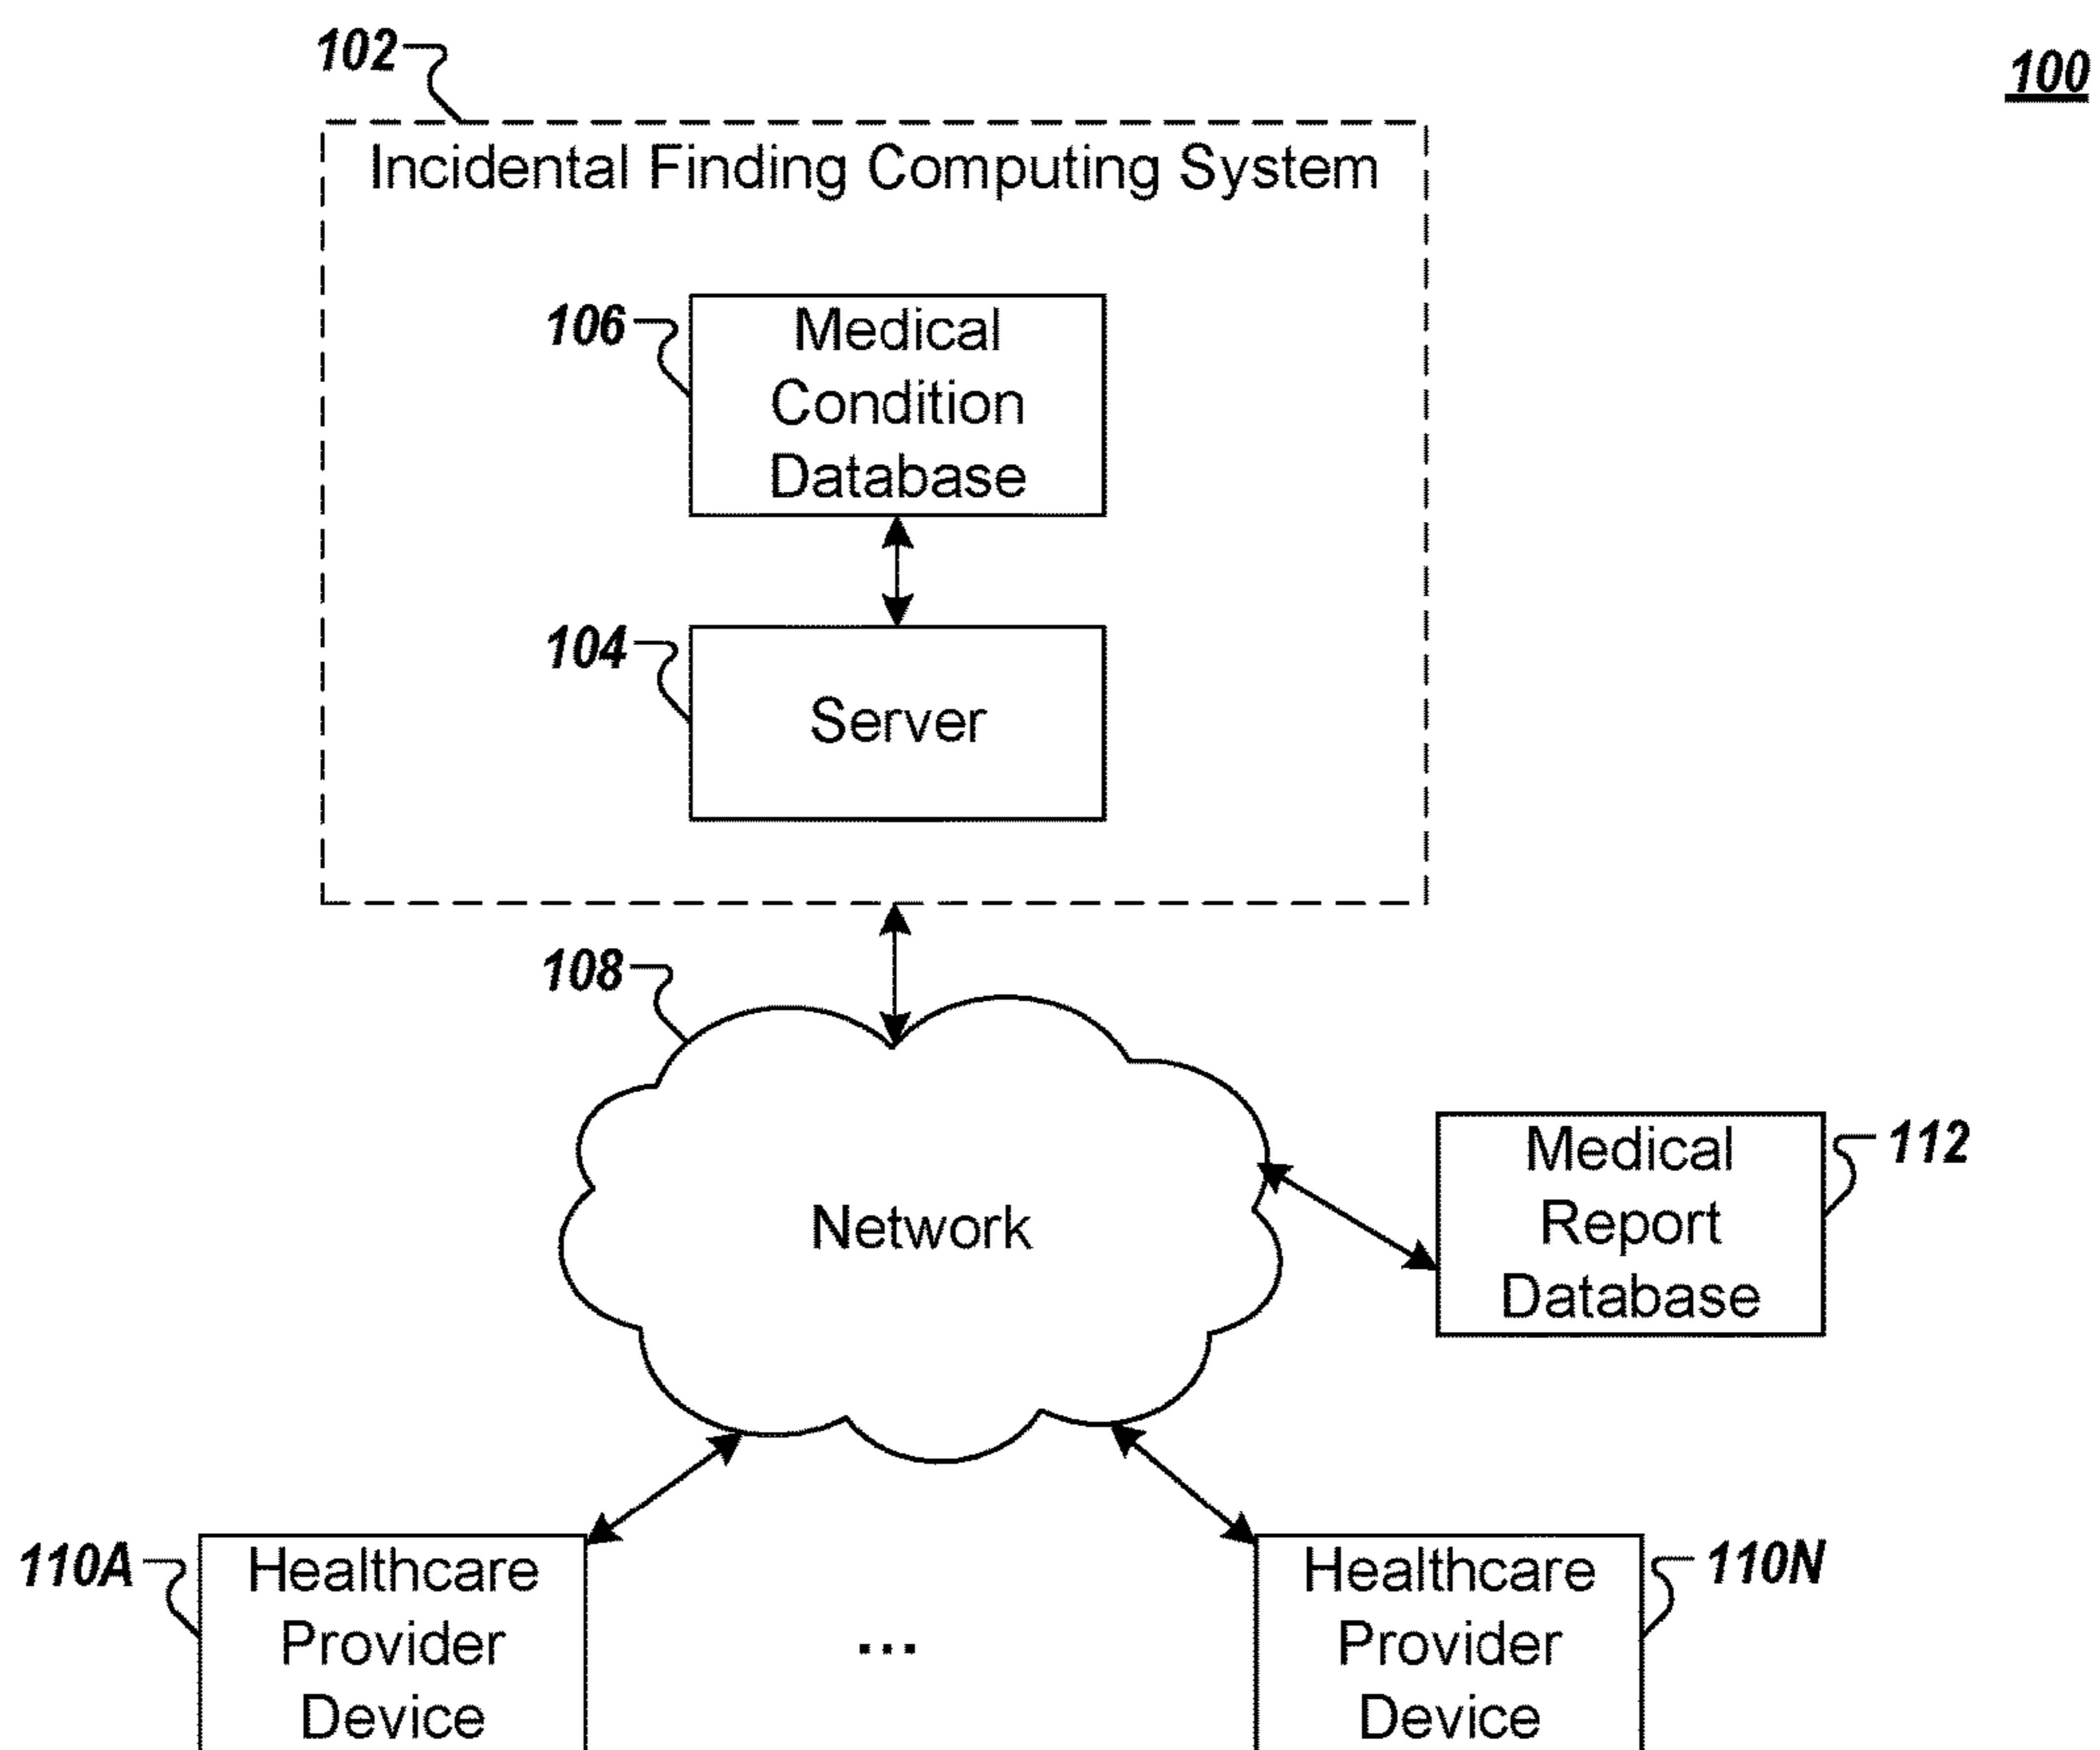 102
100
Incidental Finding Computing System
106
Medical
Condition
Database
104
Server
108
Network
Medical
Report
Database
112
110A
Healthcare
Provider
Device
...
Healthcare
Provider
Device
110N